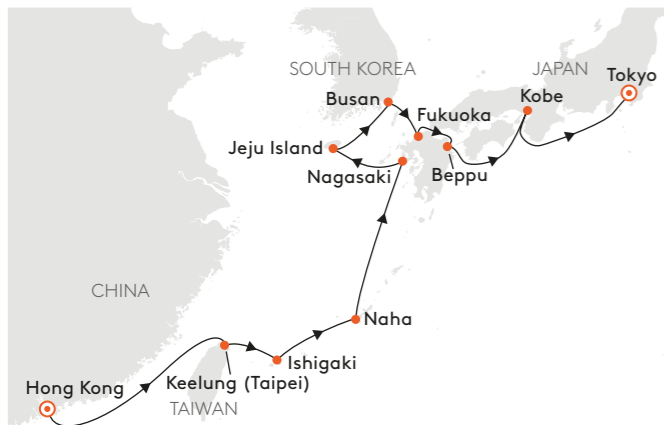 SOUTH KOREA
JAPAN
Tokyo
Busan
Kobe
Fukuoka
Jeju Island
Nagasaki
Beppu
CHINA
Naha
Ishigaki
Hong Kong
Keelung (Taipei)
TAIWAN